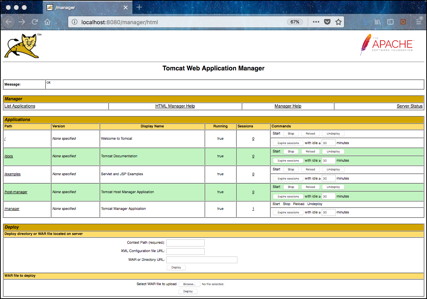 /manager
localhost:8080/manager/html
67%
APACHE
Tomcat Web Application Manager
Message:
OK
Manager
List Applications
HTML Manager Help
Manager Help
Server Status
Applications
Path Version Display Name Running Sessions Commands
/ None specified Welcome to Tomcat true 0 Start Stop Reload Undeploy
Expire sessions with idle ≥ 30 minutes
/docs None specified Tomcat Documentation true 0 Start Stop Reload Undeploy
Expire sessions with idle ≥ 30 minutes
/examples None specified Servlet and JSP Examples true 0 Start Stop Reload Undeploy
Expire sessions with idle ≥ 30 minutes
/host-manager None specified Tomcat Host Manager Application true 0 Start Stop Reload Undeploy
Expire sessions with idle ≥ 30 minutes
/manager None specified Tomcat Manager Application true 1 Start Stop Reload Undeploy
Expire sessions with idle ≥ 30 minutes
Deploy
Deploy directory or WAR file located on server
Context Path (required):
XML Configuration file URL:
WAR or Directory URL:
Deploy
WAR file to deploy
Select WAR file to upload Browse... No file selected.
Deploy